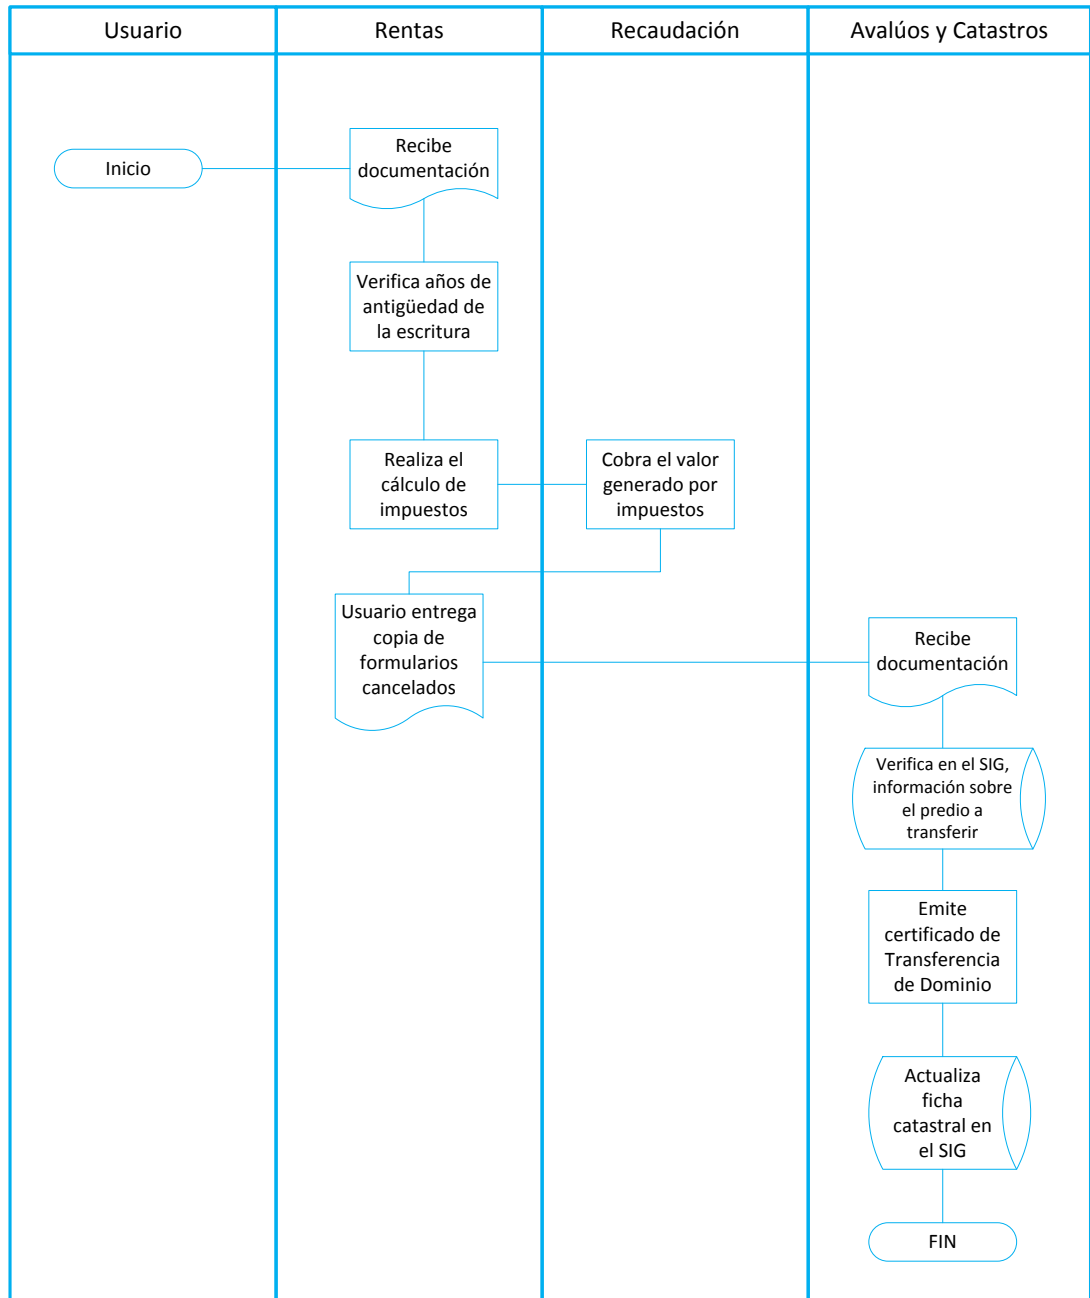 Usuario
Rentas
Recaudación
Avalúos y Catastros
Inicio
Recibe
documentación
Verifica años de
antigüedad de
la escritura
Realiza el
cálculo de
impuestos
Cobra el valor
generado por
impuestos
Usuario entrega
copia de
formularios
cancelados
Recibe
documentación
Verifica en el SIG,
información sobre
el predio a
transferir
Emite
certificado de
Transferencia
de Dominio
Actualiza
ficha
catastral en
el SIG
FIN